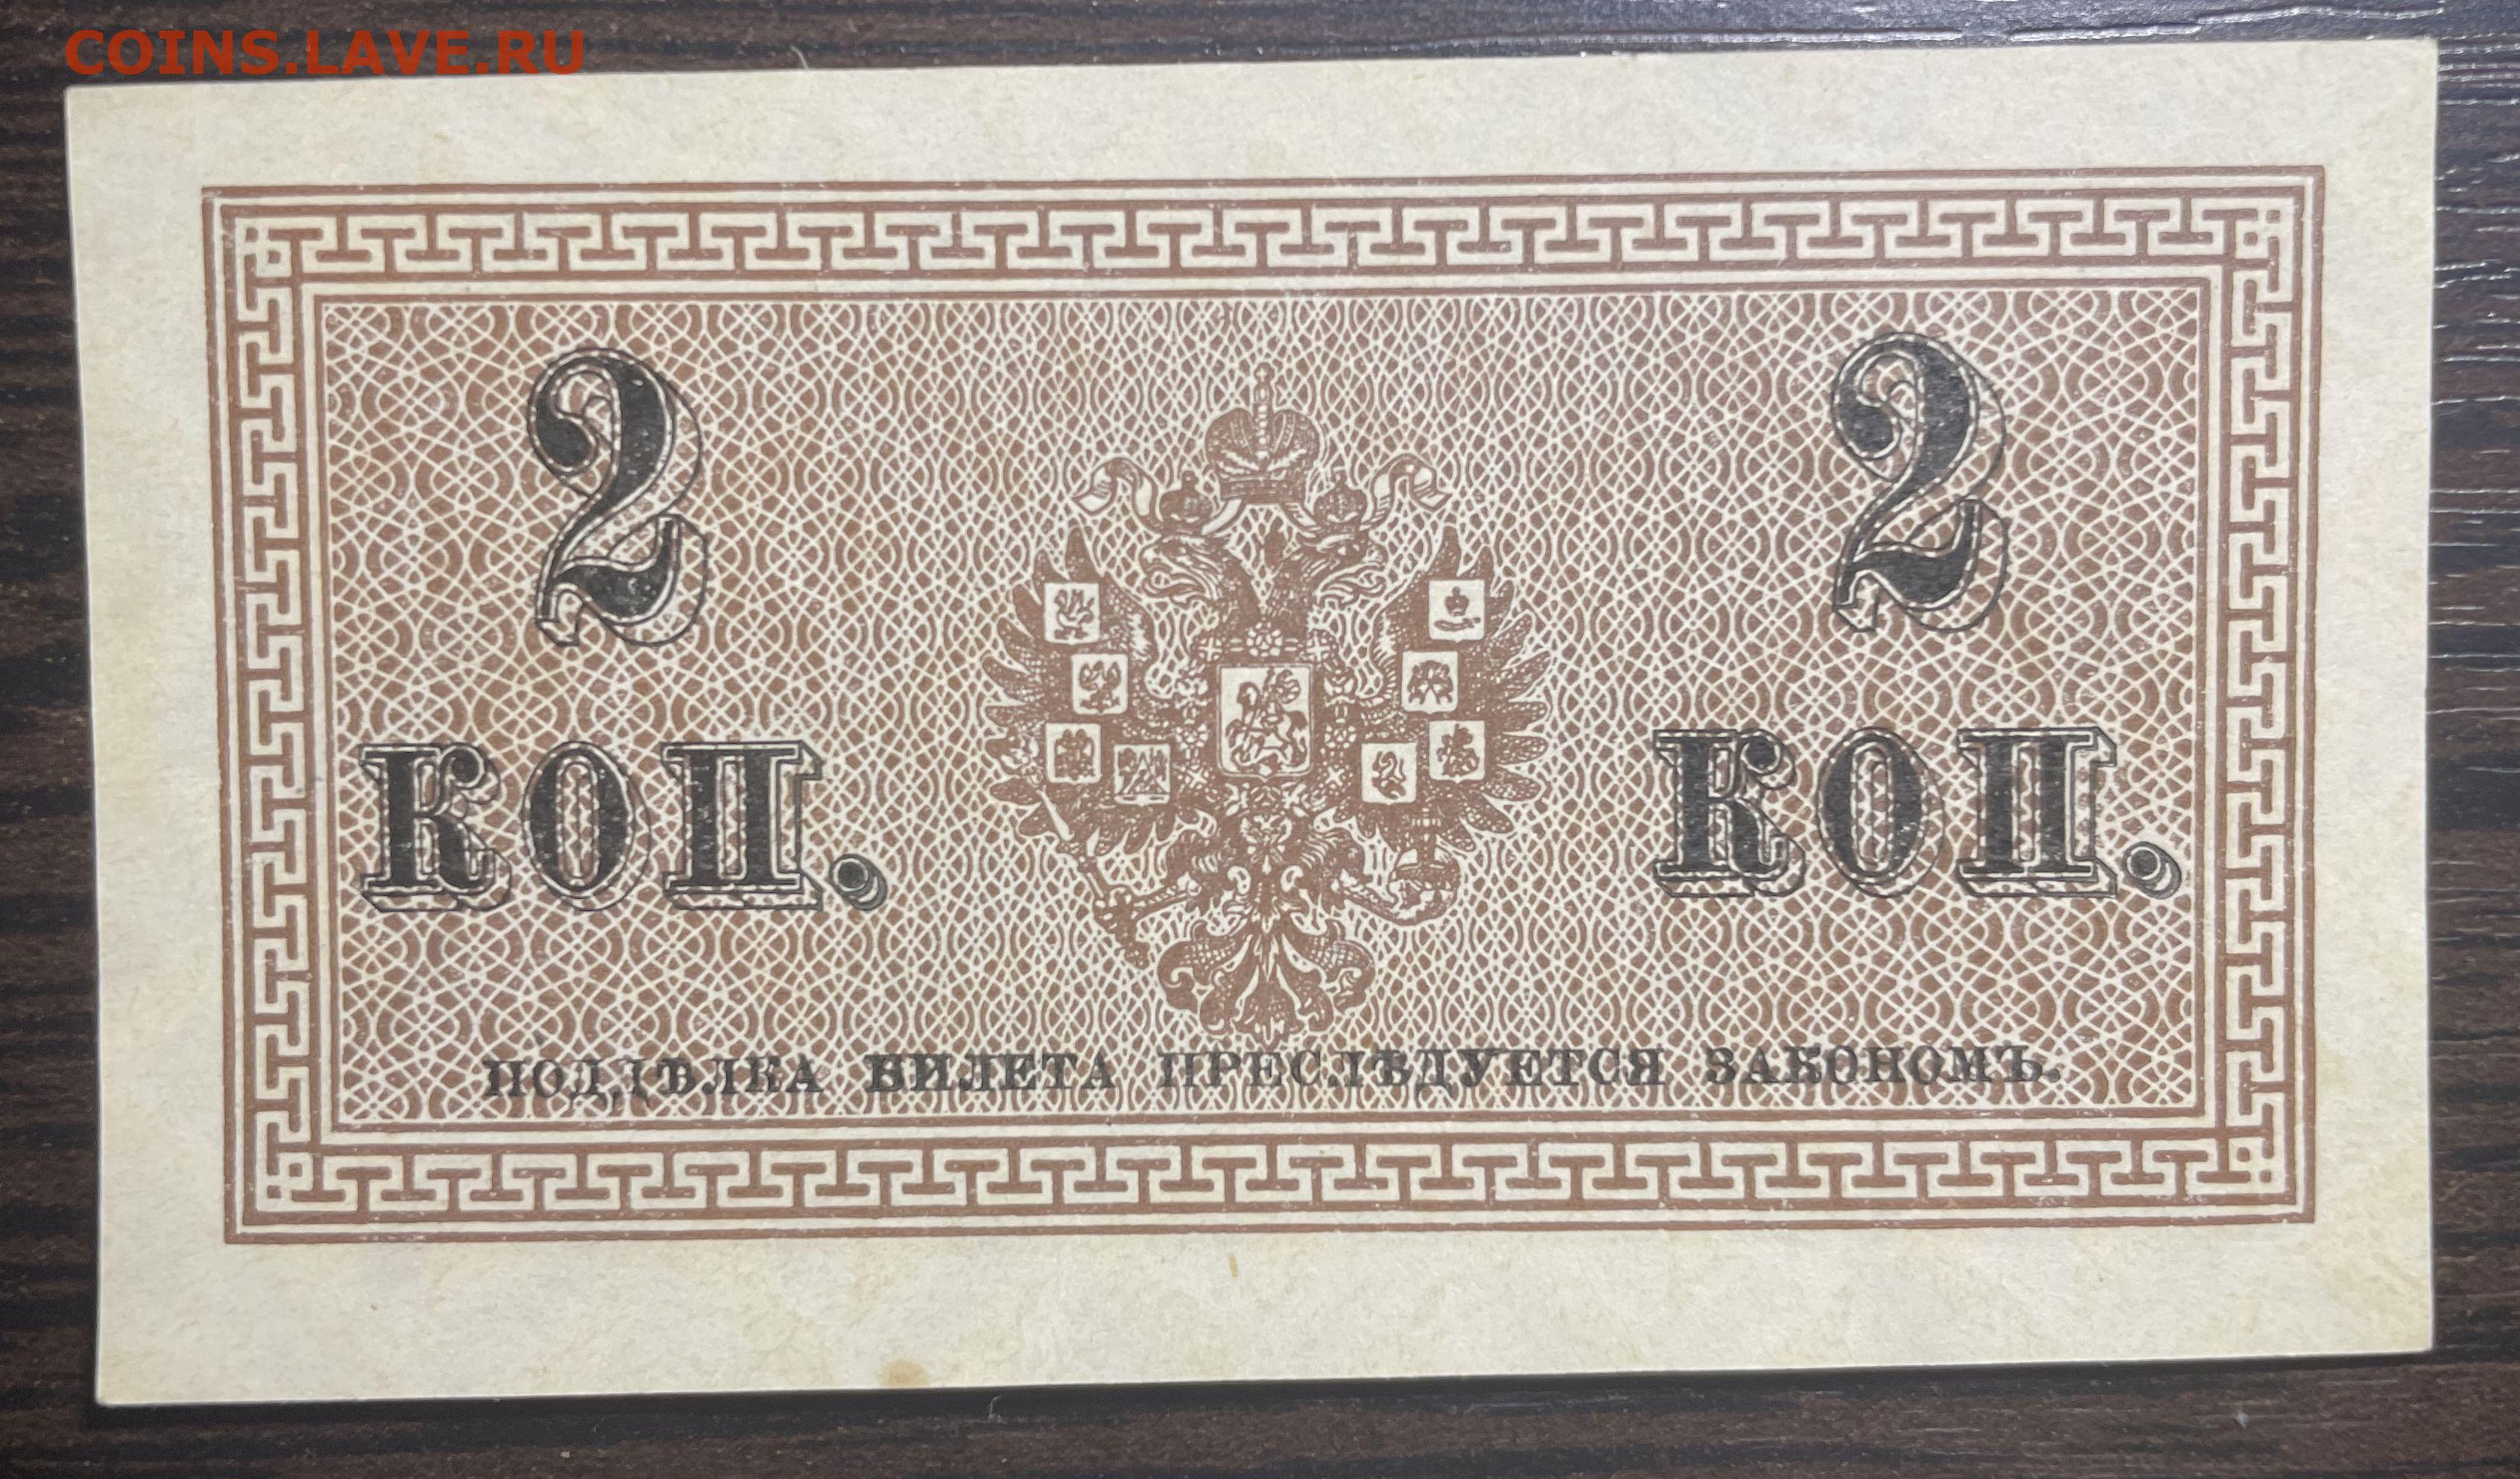 COINS.LAVE.RU
2 2
КОП. КОП.
ПОДДѢЛКА БИЛЕТА ПРЕСЛѢДУЕТСЯ ЗАКОНОМЪ.